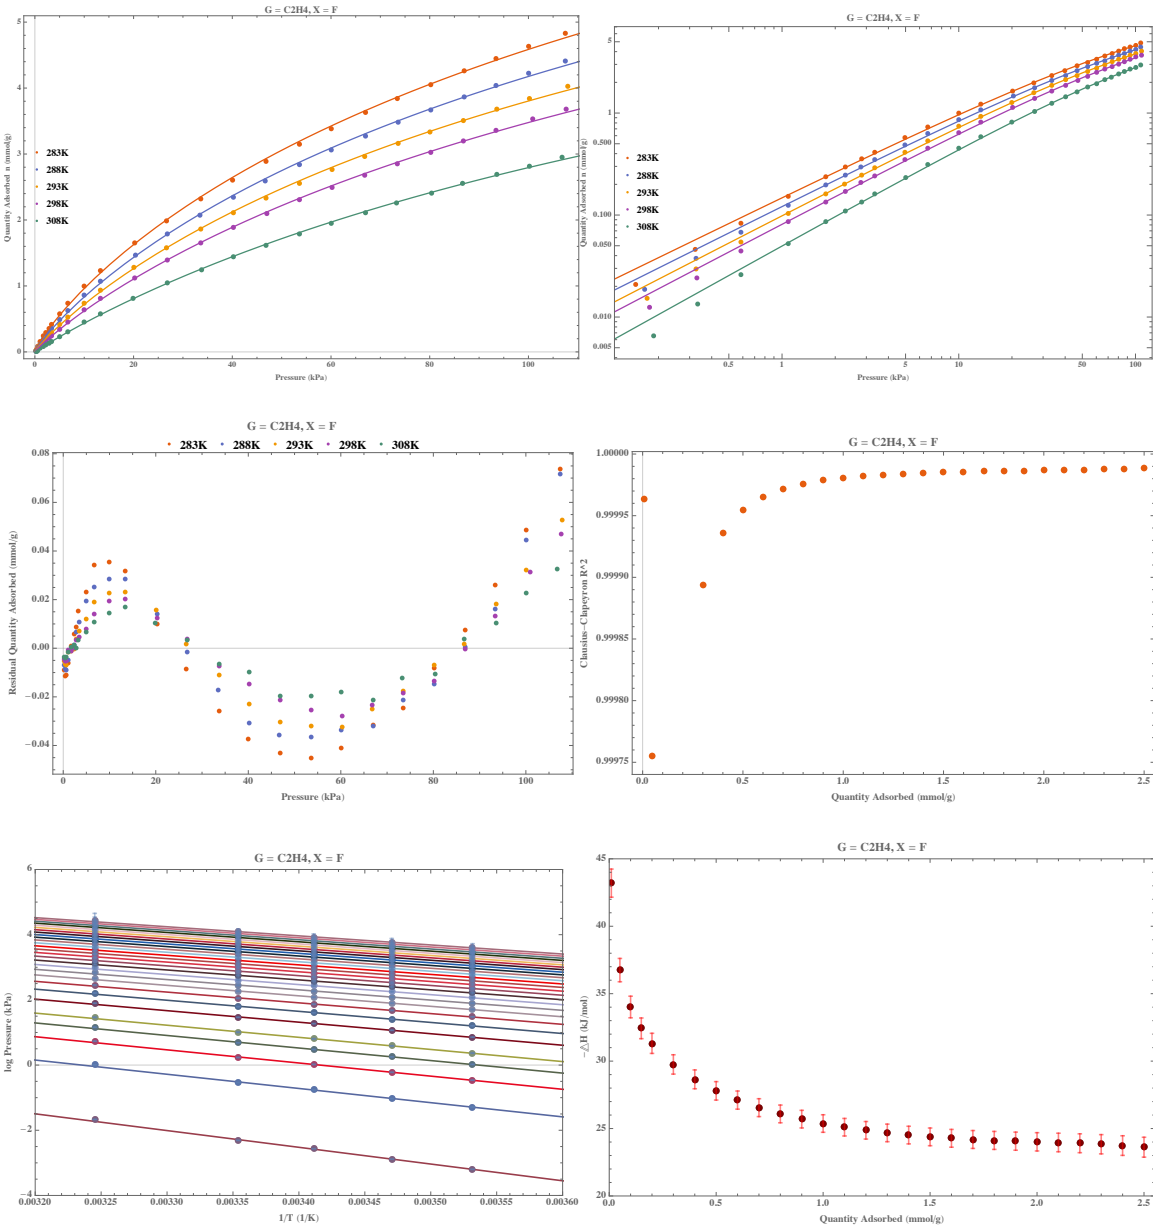 G = C2H4, X = F
5
4
3
2
1
0
Quantity Adsorbed n (mmol/g)
283K
288K
293K
298K
308K
0 20 40 60 80 100
Pressure (kPa)
G = C2H4, X = F
5
1
0.500
0.100
0.050
0.010
0.005
Quantity Adsorbed n (mmol/g)
283K
288K
293K
298K
308K
0.5 1 5 10 50 100
Pressure (kPa)
G = C2H4, X = F
283K 288K 293K 298K 308K
0.08
0.06
0.04
0.02
0.00
−0.02
−0.04
Residual Quantity Adsorbed (mmol/g)
0 20 40 60 80 100
Pressure (kPa)
G = C2H4, X = F
1.00000
0.99995
0.99990
0.99985
0.99980
0.99975
Clausius–Clapeyron R^2
0.0 0.5 1.0 1.5 2.0 2.5
Quantity Adsorbed (mmol/g)
G = C2H4, X = F
6
4
2
0
−2
−4
log Pressure (kPa)
0.00320 0.00325 0.00330 0.00335 0.00340 0.00345 0.00350 0.00355 0.00360
1/T (1/K)
G = C2H4, X = F
45
40
35
30
25
20
−△H (kJ/mol)
0.0 0.5 1.0 1.5 2.0 2.5
Quantity Adsorbed (mmol/g)